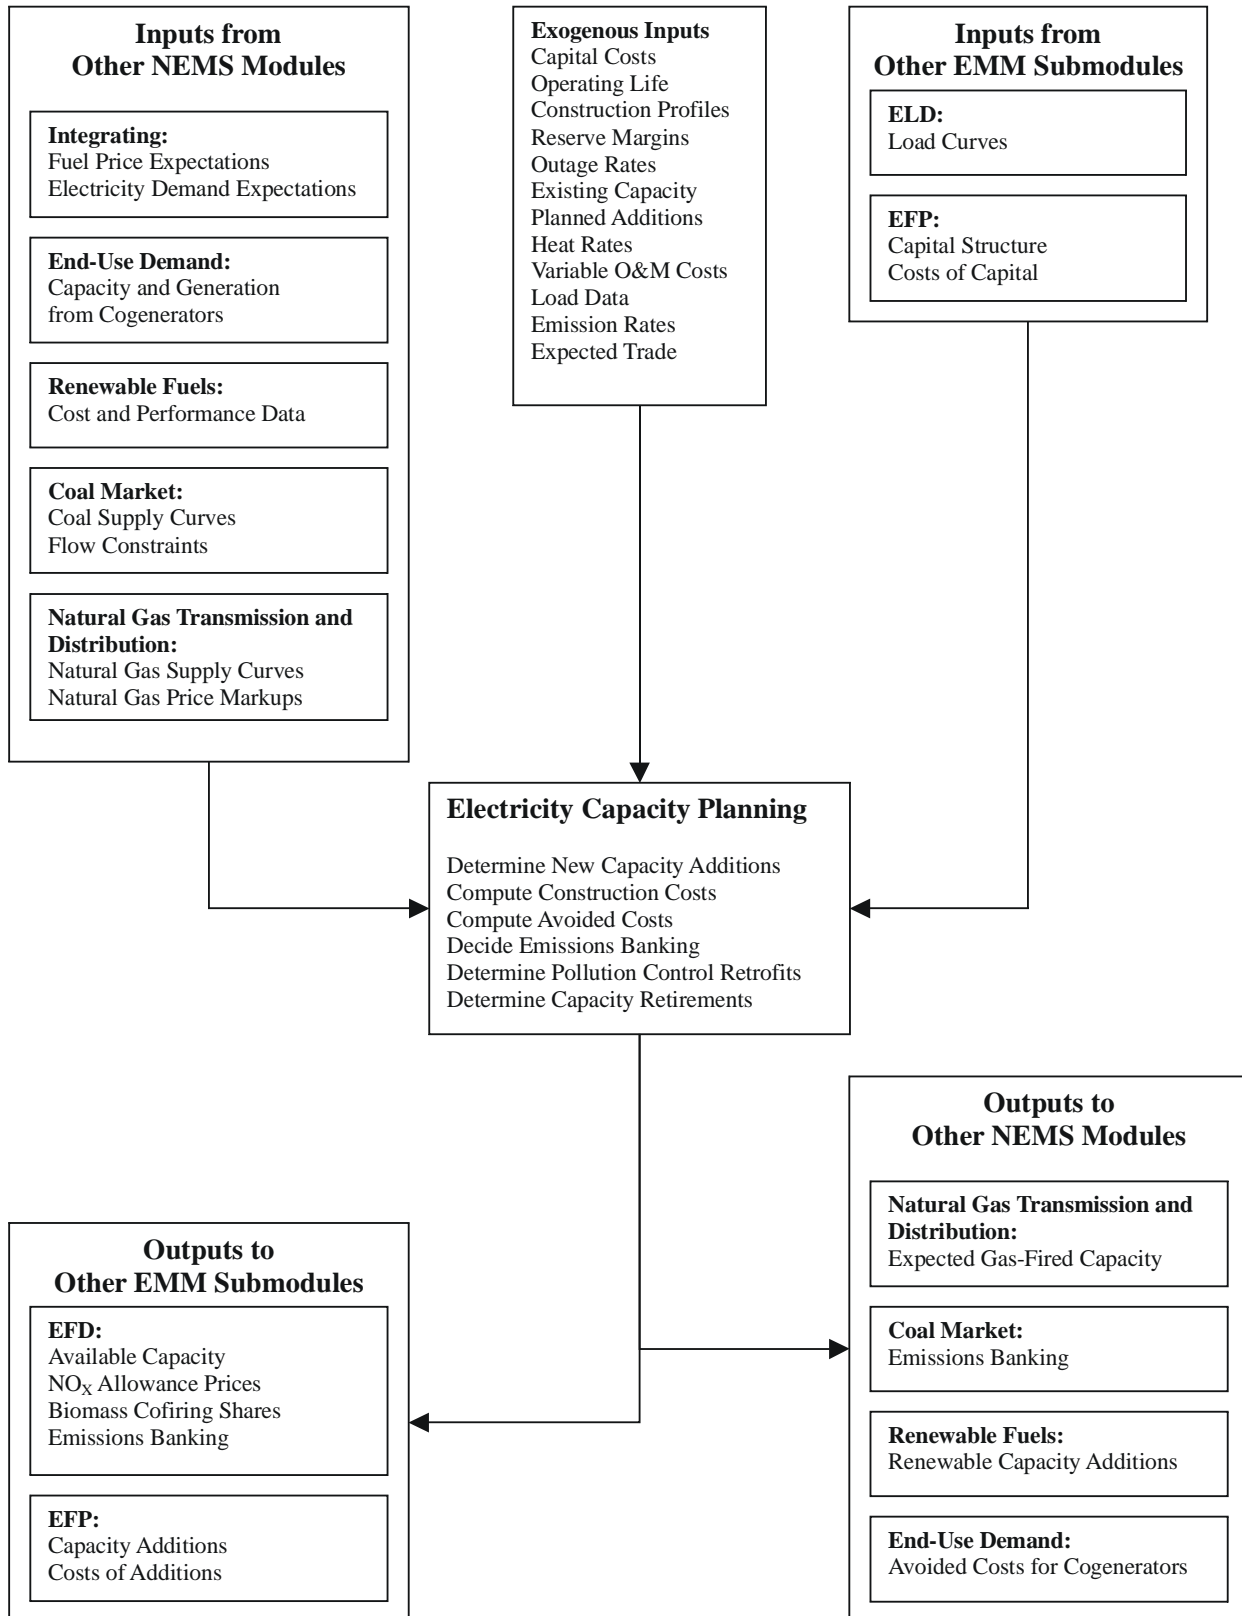 Inputs from
Other NEMS Modules
Integrating:
Fuel Price Expectations
Electricity Demand Expectations
End-Use Demand:
Capacity and Generation
from Cogenerators
Renewable Fuels:
Cost and Performance Data
Coal Market:
Coal Supply Curves
Flow Constraints
Natural Gas Transmission and
Distribution:
Natural Gas Supply Curves
Natural Gas Price Markups
Exogenous Inputs
Capital Costs
Operating Life
Construction Profiles
Reserve Margins
Outage Rates
Existing Capacity
Planned Additions
Heat Rates
Variable O&M Costs
Load Data
Emission Rates
Expected Trade
Inputs from
Other EMM Submodules
ELD:
Load Curves
EFP:
Capital Structure
Costs of Capital
Electricity Capacity Planning
Determine New Capacity Additions
Compute Construction Costs
Compute Avoided Costs
Decide Emissions Banking
Determine Pollution Control Retrofits
Determine Capacity Retirements
Outputs to
Other EMM Submodules
EFD:
Available Capacity
NOX Allowance Prices
Biomass Cofiring Shares
Emissions Banking
EFP:
Capacity Additions
Costs of Additions
Outputs to
Other NEMS Modules
Natural Gas Transmission and
Distribution:
Expected Gas-Fired Capacity
Coal Market:
Emissions Banking
Renewable Fuels:
Renewable Capacity Additions
End-Use Demand:
Avoided Costs for Cogenerators